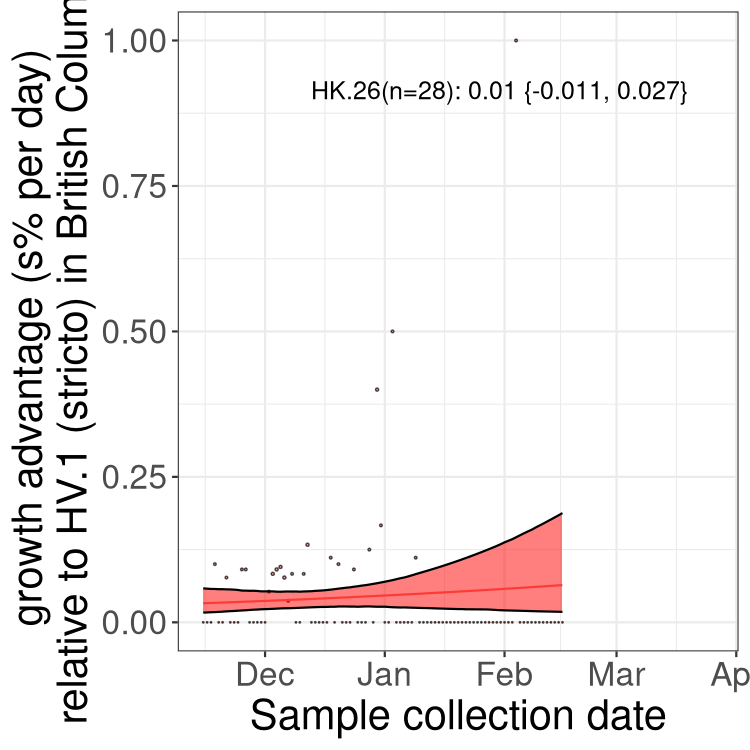 growth advantage (s% per day)
relative to HV.1 (stricto) in British Colum
1.00
0.75
0.50
0.25
0.00
HK.26(n=28): 0.01 {-0.011, 0.027}
Dec Jan Feb Mar Ap
Sample collection date